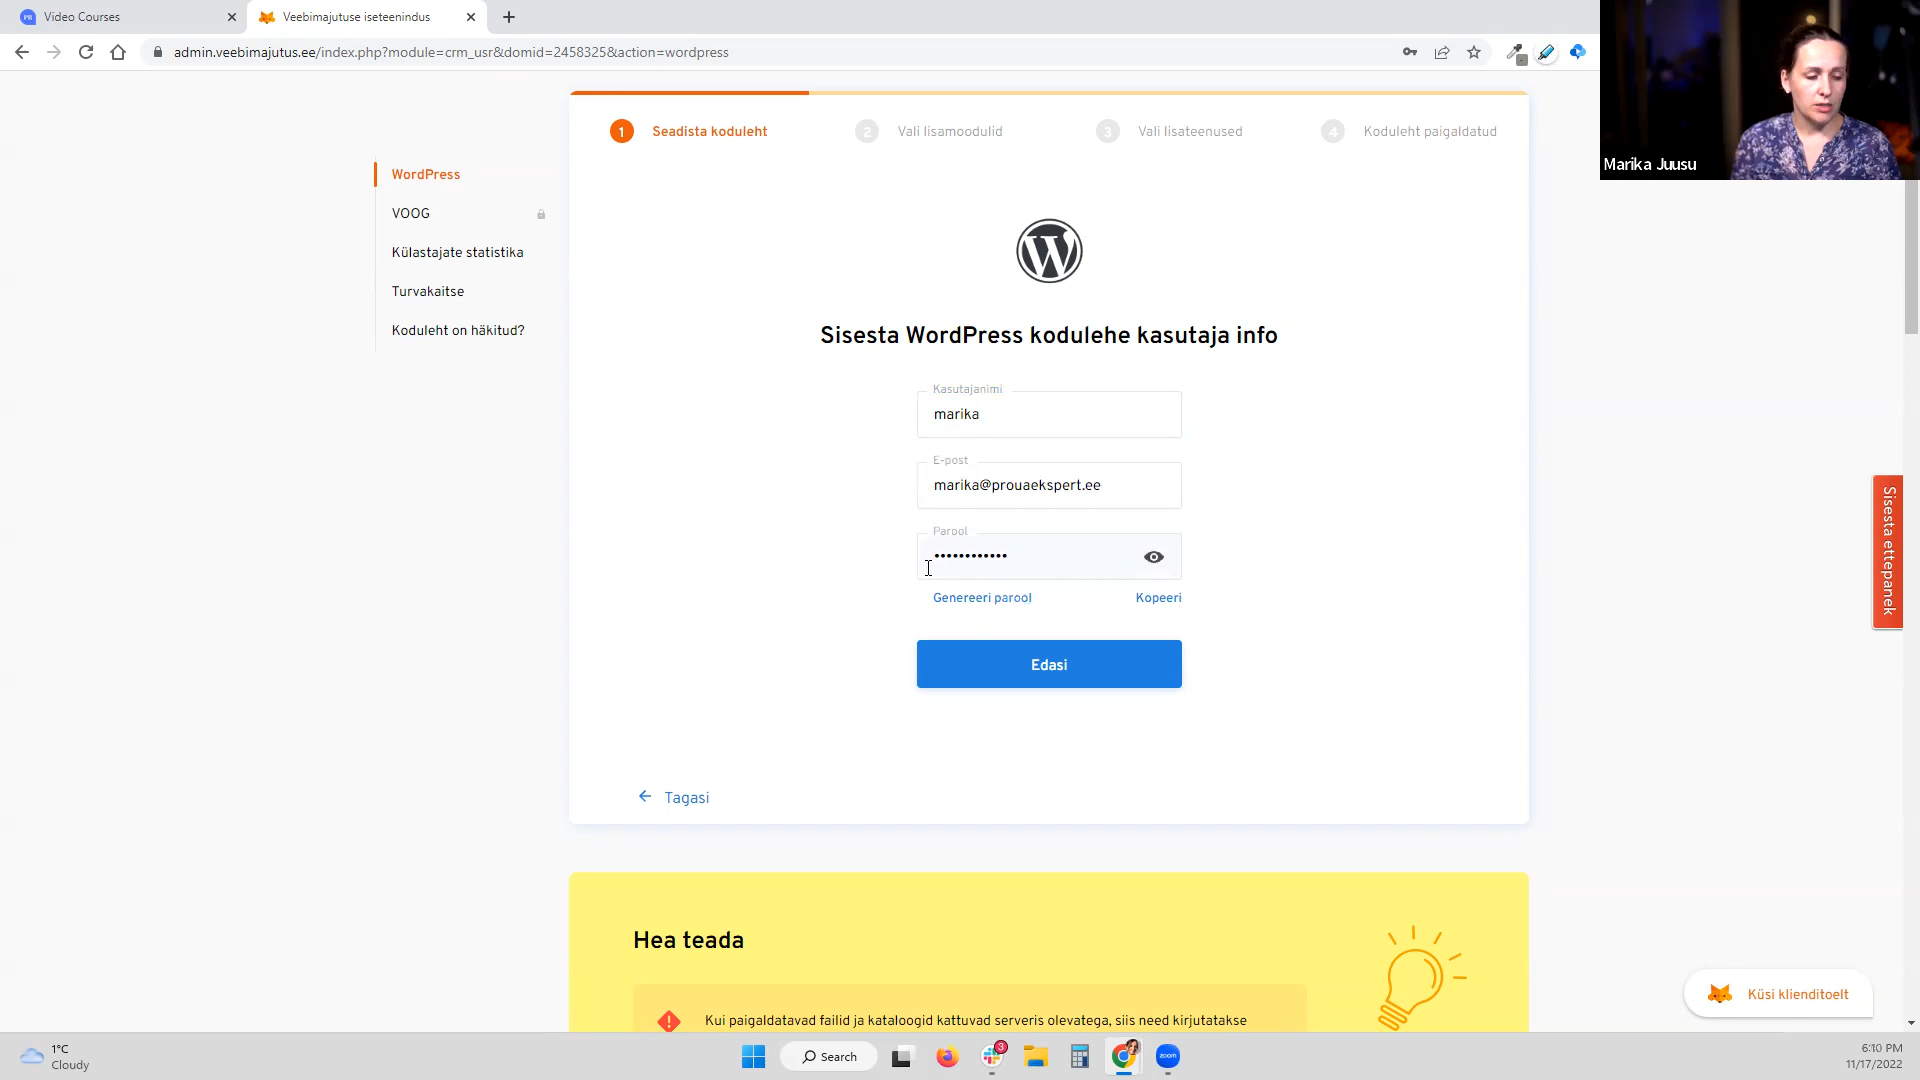 Video Courses
Veebimajutuse iseteenindus
admin.veebimajutus.ee/index.php?module=crm_usr&domid=2458325&action=wordpress
Marika Juusu
1 Seadista koduleht
2 Vali lisamoodulid
3 Vali lisateenused
4 Koduleht paigaldatud
WordPress
VOOG
Külastajate statistika
Turvakaitse
Koduleht on häkitud?
Sisesta WordPress kodulehe kasutaja info
Kasutajanimi
marika
E-post
marika@prouaekspert.ee
Parool
••••••••••••
Genereeri parool
Kopeeri
Edasi
Tagasi
Sisesta ettepanek
Hea teada
Kui paigaldatavad failid ja kataloogid kattuvad serveris olevatega, siis need kirjutatakse
Küsi klienditoelt
1°C
Cloudy
Search
3
zoom
6:10 PM
11/17/2022